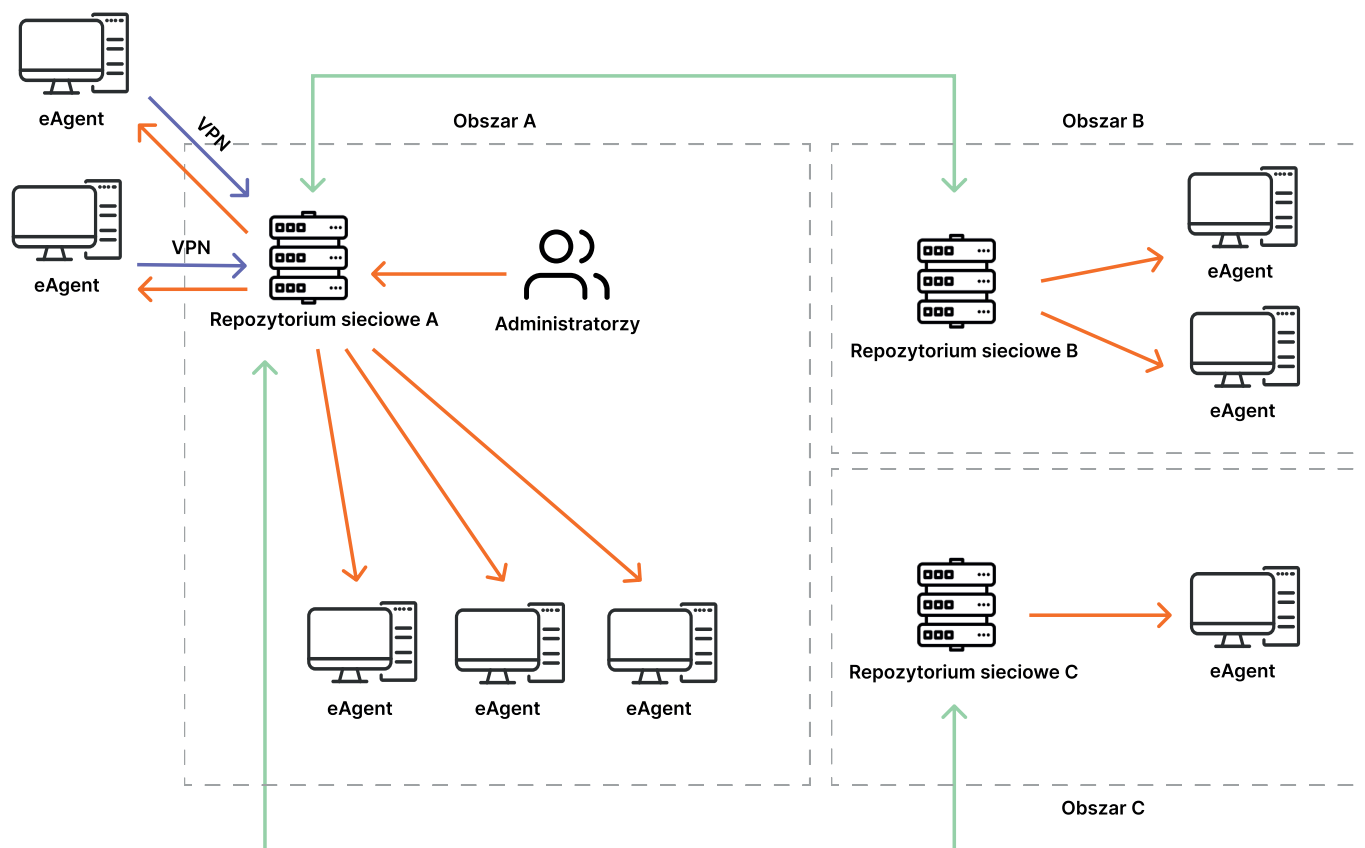 eAgent
VPN
Obszar A
Obszar B
eAgent
VPN
Repozytorium sieciowe A
Administratorzy
eAgent
Repozytorium sieciowe B
eAgent
eAgent
eAgent
eAgent
Repozytorium sieciowe C
eAgent
Obszar C